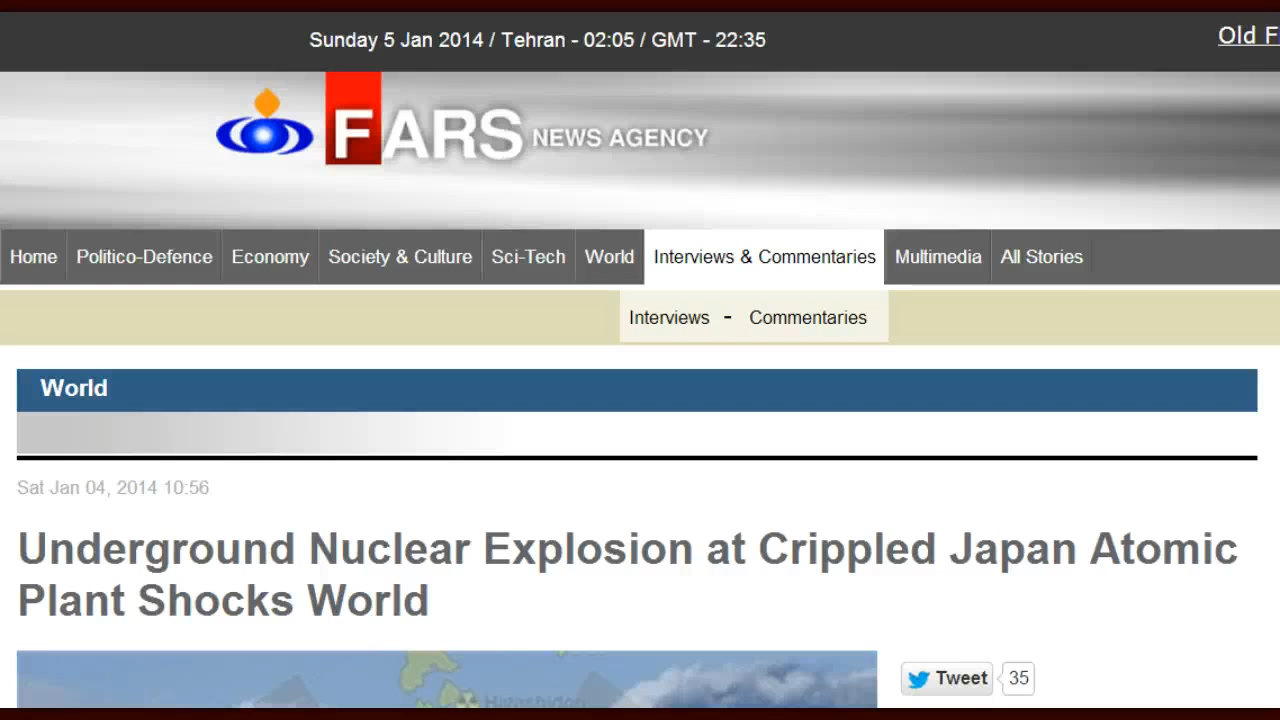 Sunday 5 Jan 2014 / Tehran - 02:05 / GMT - 22:35
Old F
FARS NEWS AGENCY
Home Politico-Defence Economy Society & Culture Sci-Tech World Interviews & Commentaries Multimedia All Stories
Interviews - Commentaries
World
Sat Jan 04, 2014 10:56
Underground Nuclear Explosion at Crippled Japan Atomic
Plant Shocks World
Tweet 35